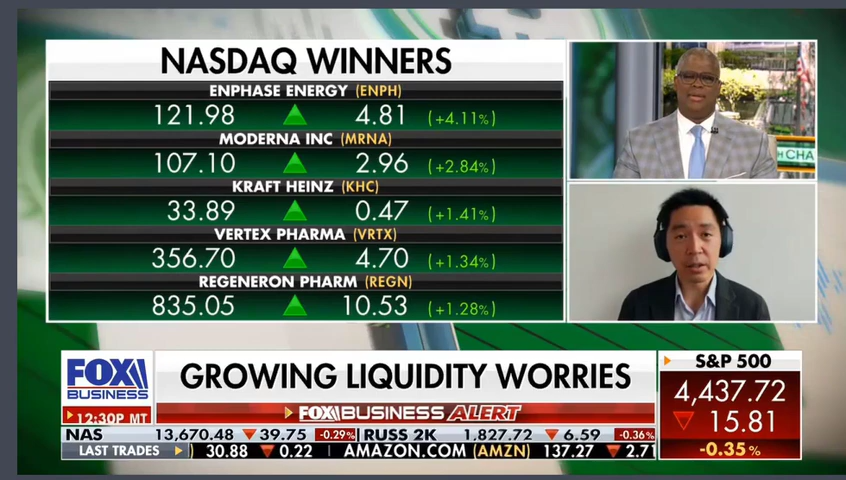 NASDAQ WINNERS
ENPHASE ENERGY (ENPH)
121.98 4.81 (+4.11%)
MODERNA INC (MRNA)
107.10 2.96 (+2.84%)
KRAFT HEINZ (KHC)
33.89 0.47 (+1.41%)
VERTEX PHARMA (VRTX)
356.70 4.70 (+1.34%)
REGENERON PHARM (REGN)
835.05 10.53 (+1.28%)
H CHA
FOX
BUSINESS
12:30P MT
GROWING LIQUIDITY WORRIES
FOX BUSINESS ALERT
S&P 500
4,437.72
15.81
-0.35%
NAS 13,670.48 39.75 -0.29% RUSS 2K 1,827.72 6.59 -0.36%
LAST TRADES 30.88 0.22 AMAZON.COM (AMZN) 137.27 2.71